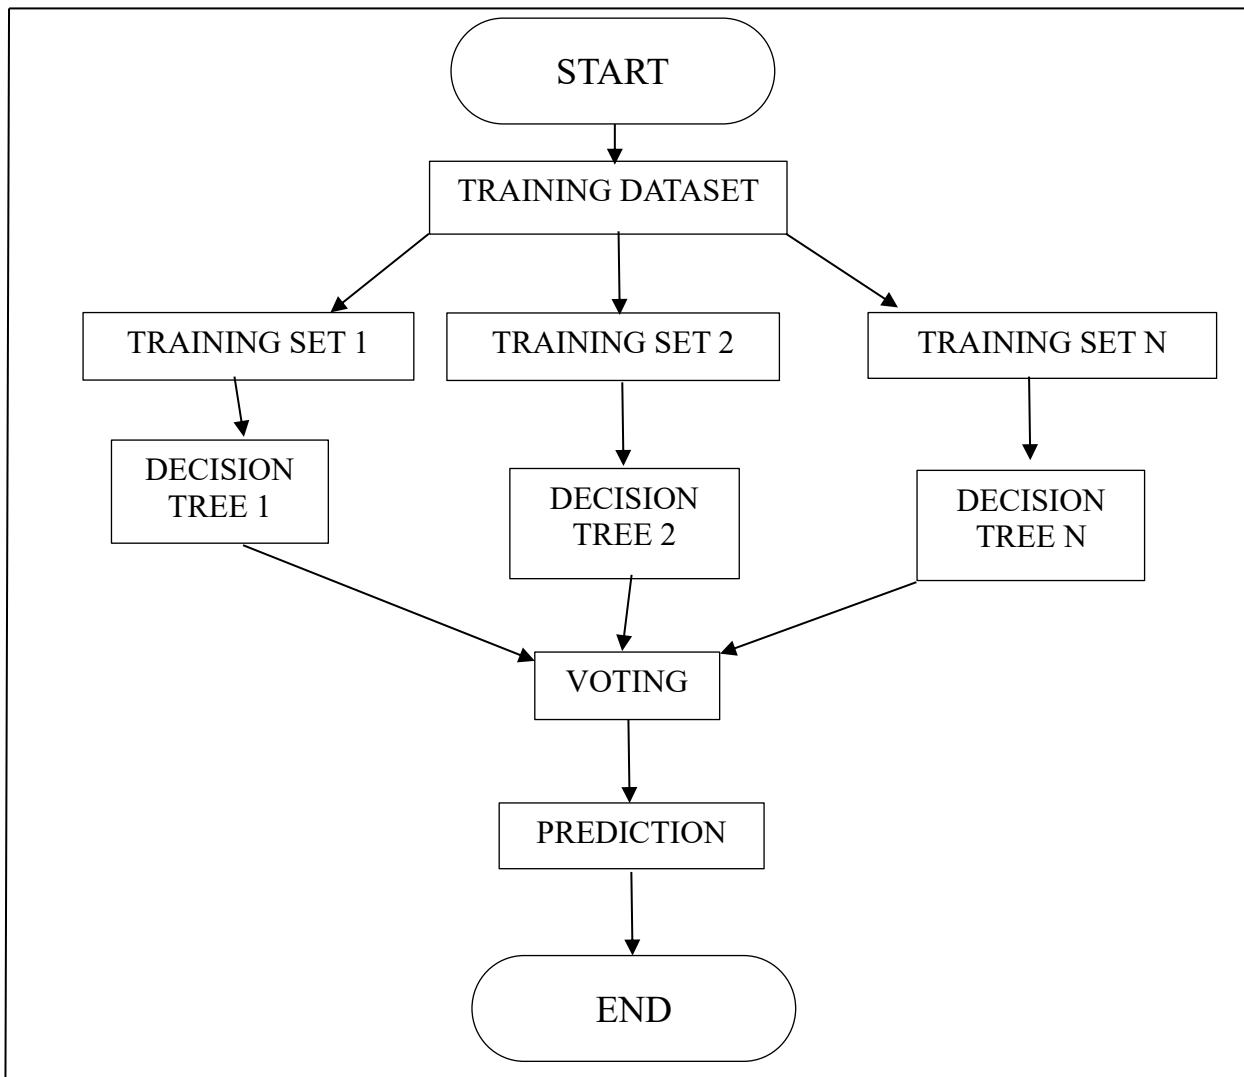 START
TRAINING DATASET
TRAINING SET 1
TRAINING SET 2
TRAINING SET N
DECISION
TREE 1
DECISION
TREE 2
DECISION
TREE N
VOTING
PREDICTION
END